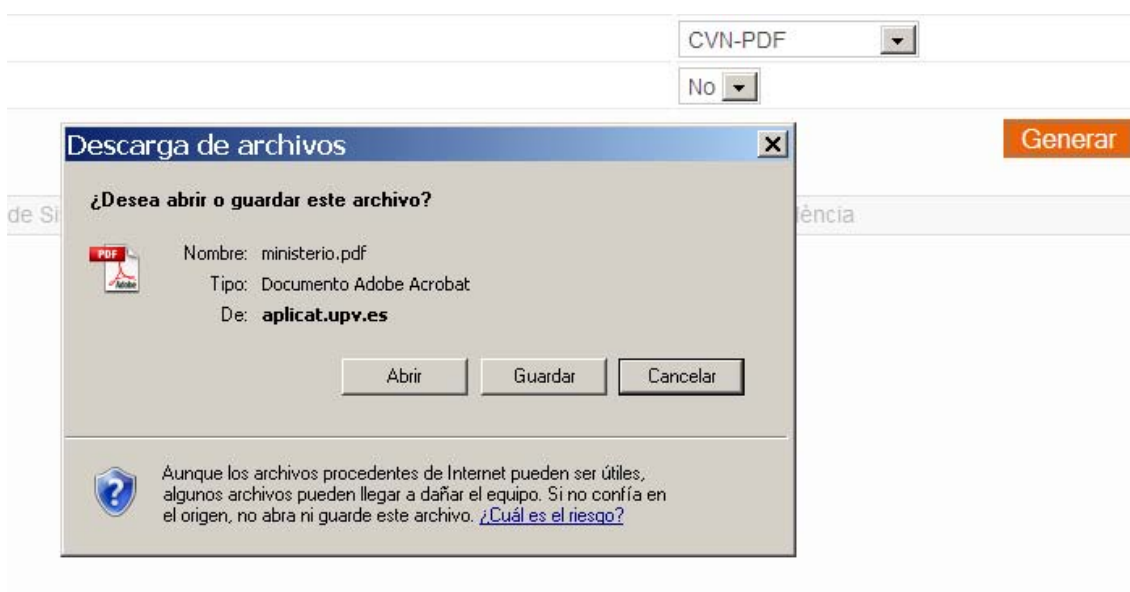 CVN-PDF
No
Generar
Descarga de archivos
¿Desea abrir o guardar este archivo?
de Si
lència
PDF
Adobe
Nombre: ministerio.pdf
Tipo: Documento Adobe Acrobat
De: aplicat.upv.es
Abrir Guardar Cancelar
Aunque los archivos procedentes de Internet pueden ser útiles,
algunos archivos pueden llegar a dañar el equipo. Si no confía en
el origen, no abra ni guarde este archivo. ¿Cuál es el riesgo?